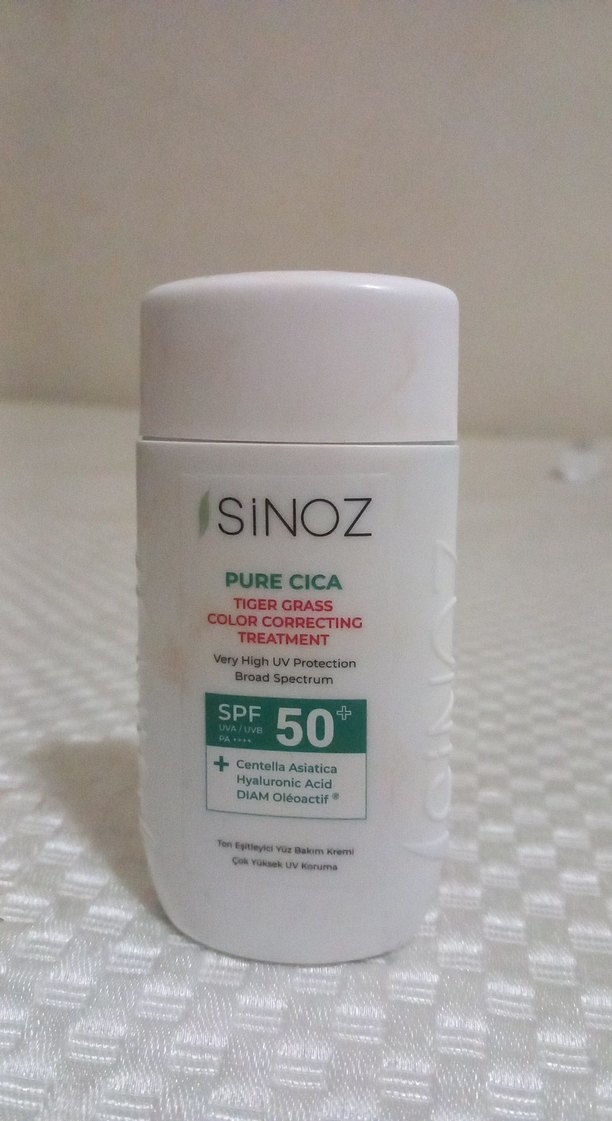 SiNOZ
PURE CICA
TIGER GRASS
COLOR CORRECTING
TREATMENT
Very High UV Protection
Broad Spectrum
SPF 50+
UVA / UVB
PA ++++
+ Centella Asiatica
Hyaluronic Acid
DIAM Oléoactif ®
Ton Eşitleyici Yüz Bakım Kremi
Çok Yüksek UV Koruma